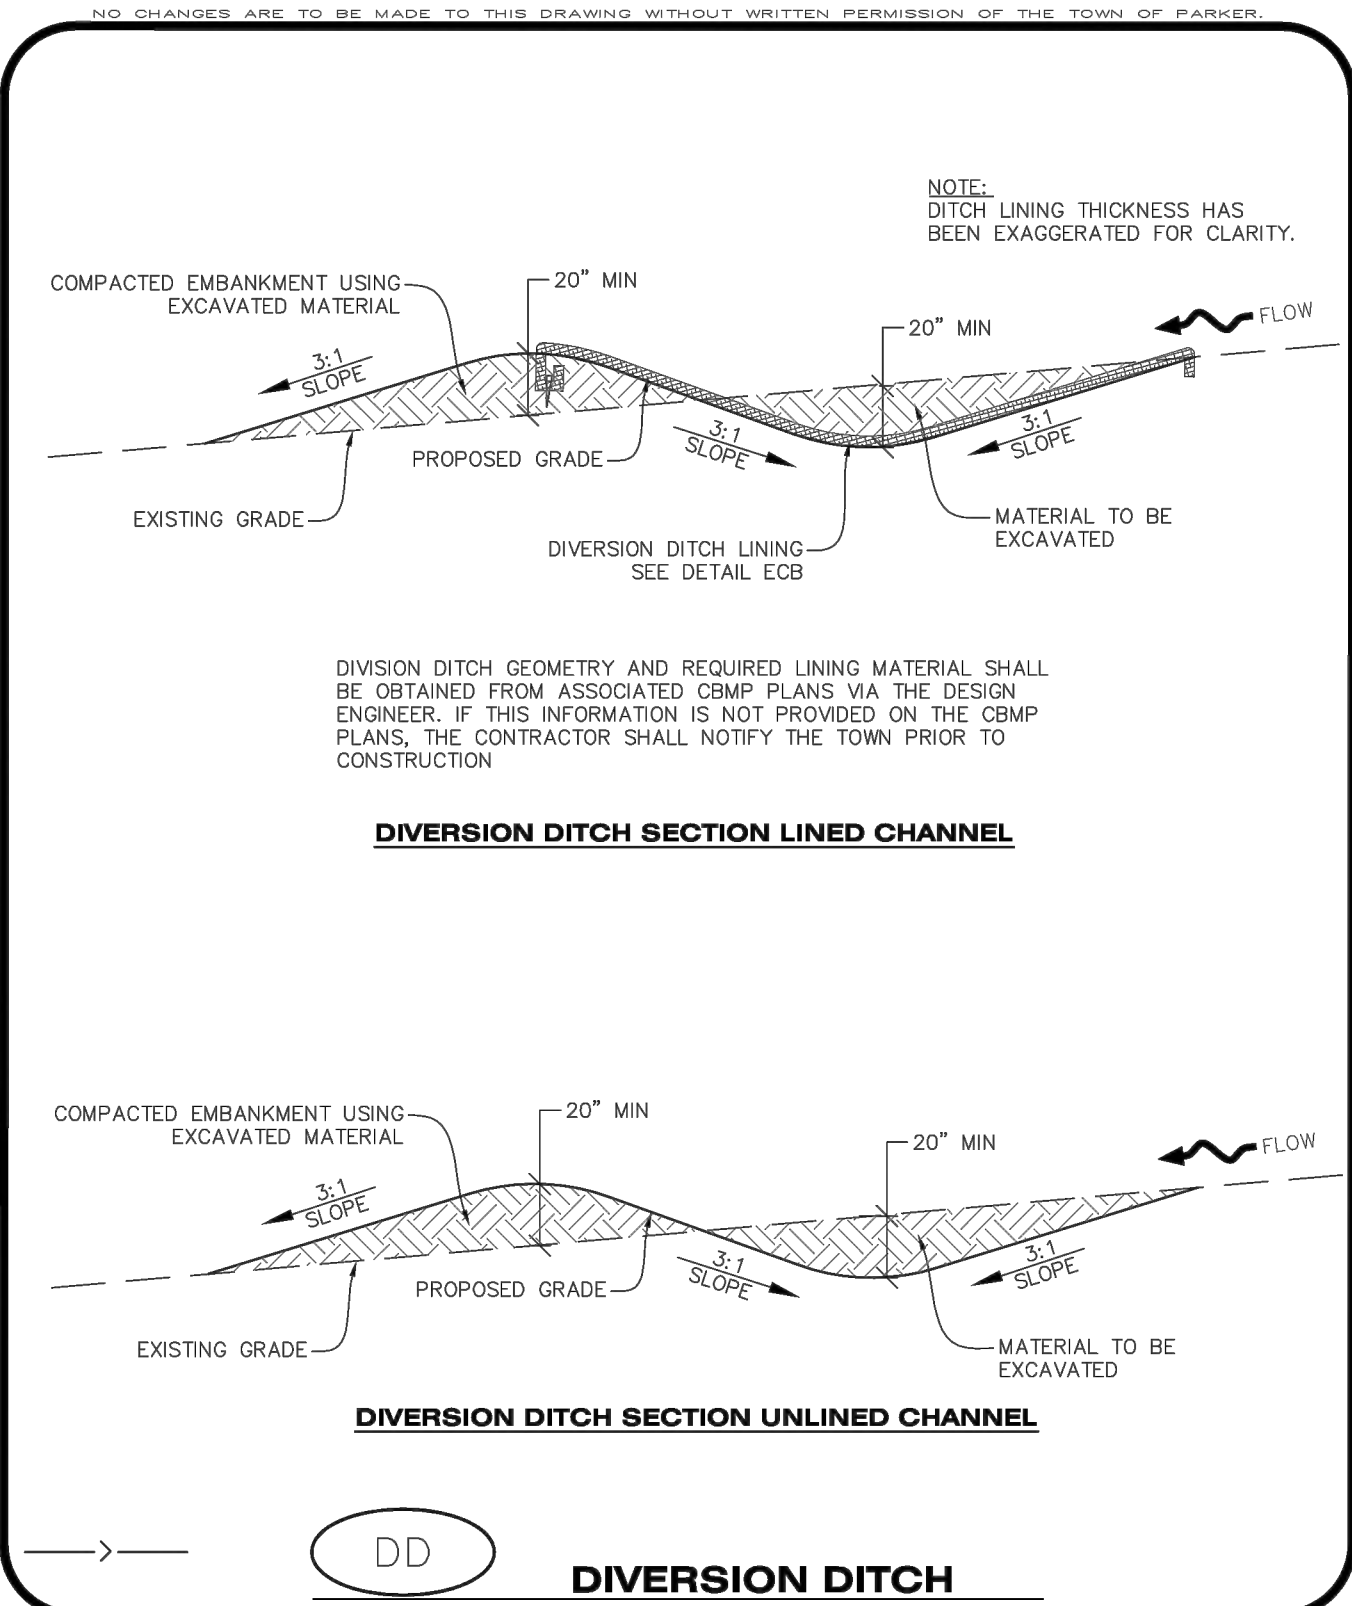 NO CHANGES ARE TO BE MADE TO THIS DRAWING WITHOUT WRITTEN PERMISSION OF THE TOWN OF PARKER.
NOTE:
DITCH LINING THICKNESS HAS
BEEN EXAGGERATED FOR CLARITY.
COMPACTED EMBANKMENT USING
EXCAVATED MATERIAL
20" MIN
20" MIN
FLOW
3:1
SLOPE
3:1
SLOPE
3:1
SLOPE
PROPOSED GRADE
EXISTING GRADE
MATERIAL TO BE
EXCAVATED
DIVERSION DITCH LINING
SEE DETAIL ECB
DIVISION DITCH GEOMETRY AND REQUIRED LINING MATERIAL SHALL
BE OBTAINED FROM ASSOCIATED CBMP PLANS VIA THE DESIGN
ENGINEER. IF THIS INFORMATION IS NOT PROVIDED ON THE CBMP
PLANS, THE CONTRACTOR SHALL NOTIFY THE TOWN PRIOR TO
CONSTRUCTION
DIVERSION DITCH SECTION LINED CHANNEL
COMPACTED EMBANKMENT USING
EXCAVATED MATERIAL
20" MIN
20" MIN
FLOW
3:1
SLOPE
3:1
SLOPE
3:1
SLOPE
PROPOSED GRADE
EXISTING GRADE
MATERIAL TO BE
EXCAVATED
DIVERSION DITCH SECTION UNLINED CHANNEL
DD
DIVERSION DITCH